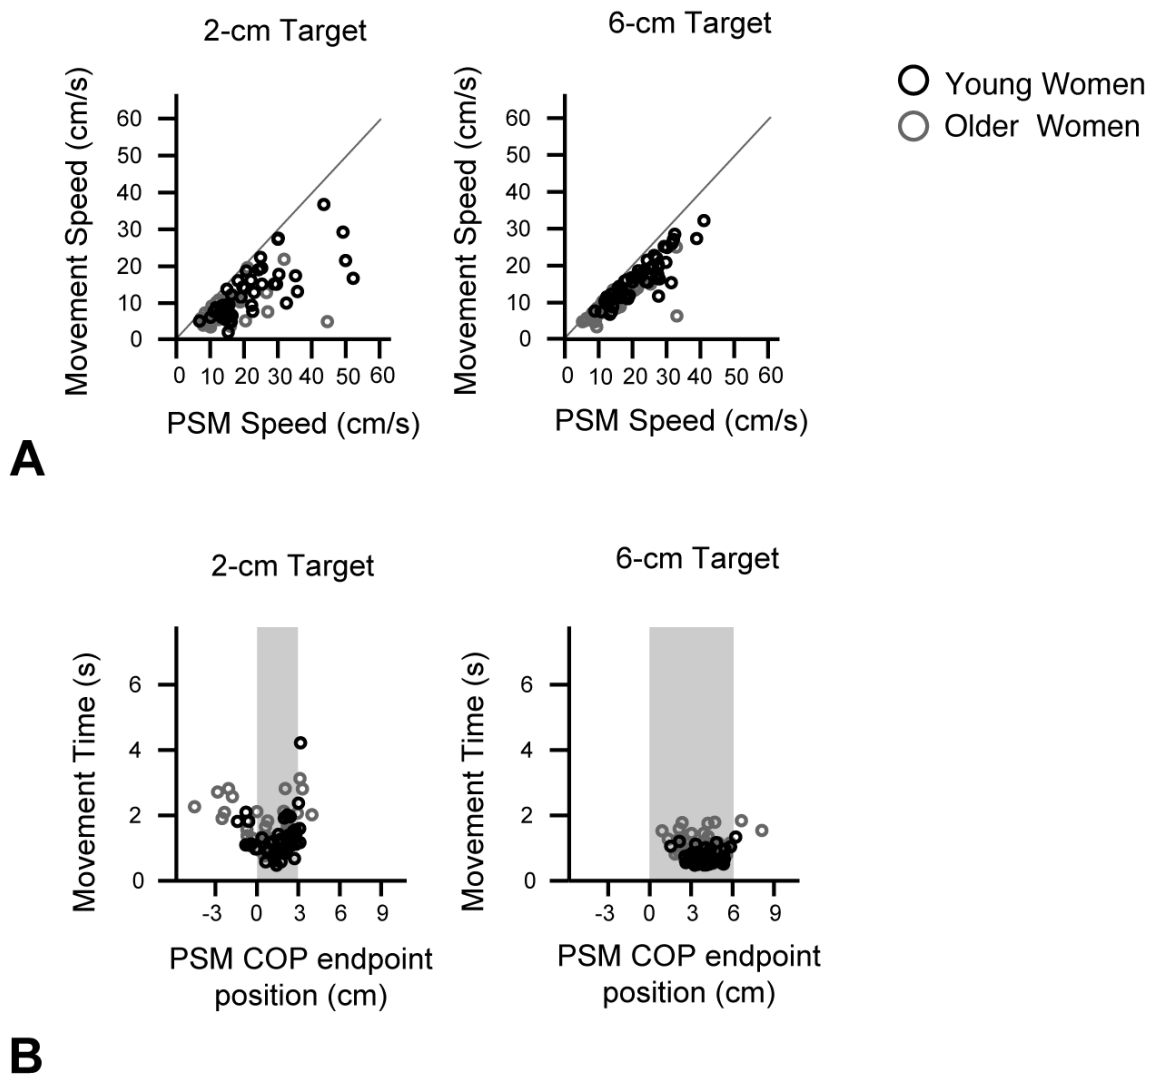 2-cm Target
6-cm Target
Young Women
Older Women
Movement Speed (cm/s)
60
50
40
30
20
10
0
0 10 20 30 40 50 60
PSM Speed (cm/s)
Movement Speed (cm/s)
60
50
40
30
20
10
0
0 10 20 30 40 50 60
PSM Speed (cm/s)
A
2-cm Target
6-cm Target
Movement Time (s)
6
4
2
0
-3 0 3 6 9
PSM COP endpoint
position (cm)
Movement Time (s)
6
4
2
0
-3 0 3 6 9
PSM COP endpoint
position (cm)
B